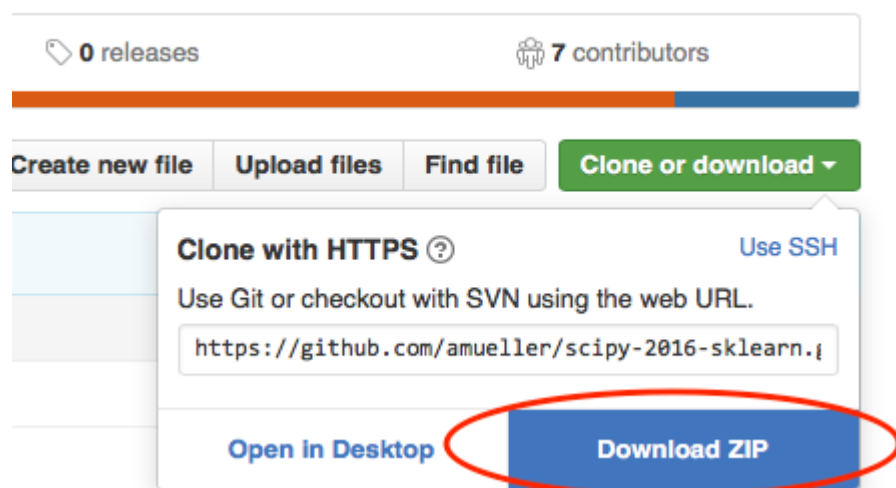 0 releases 7 contributors
Create new file Upload files Find file Clone or download
Clone with HTTPS ? Use SSH
Use Git or checkout with SVN using the web URL.
https://github.com/amueller/scipy-2016-sklearn.g
Open in Desktop Download ZIP